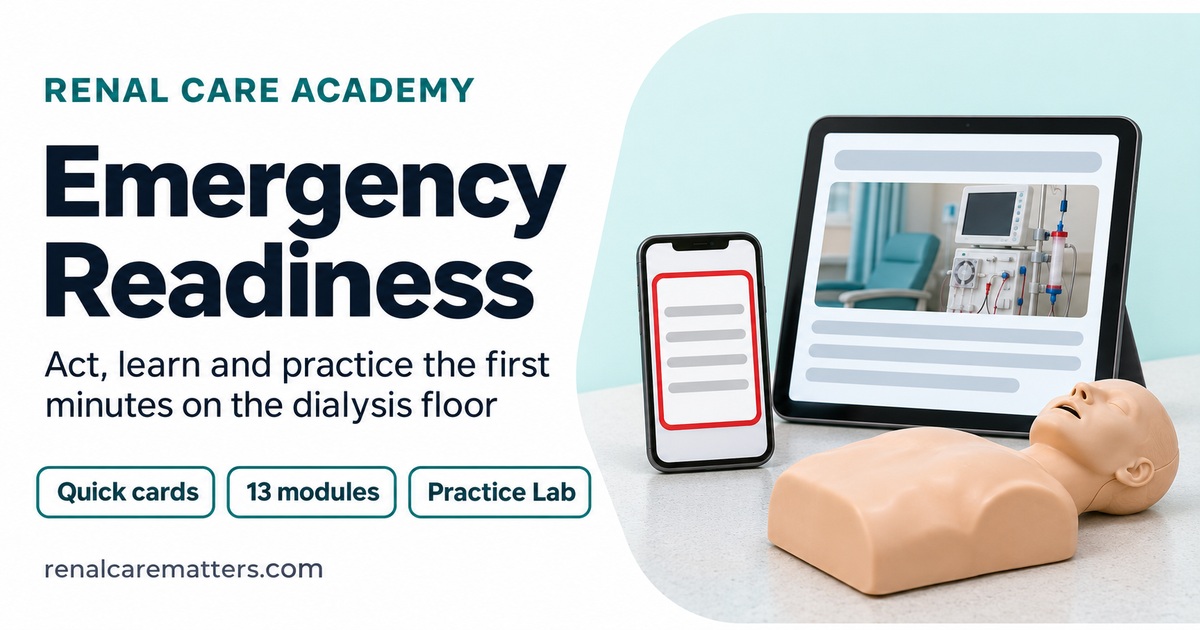 RENAL CARE ACADEMY
Emergency
Readiness
Act, learn and practice the first
minutes on the dialysis floor
Quick cards
13 modules
Practice Lab
renalcarematters.com